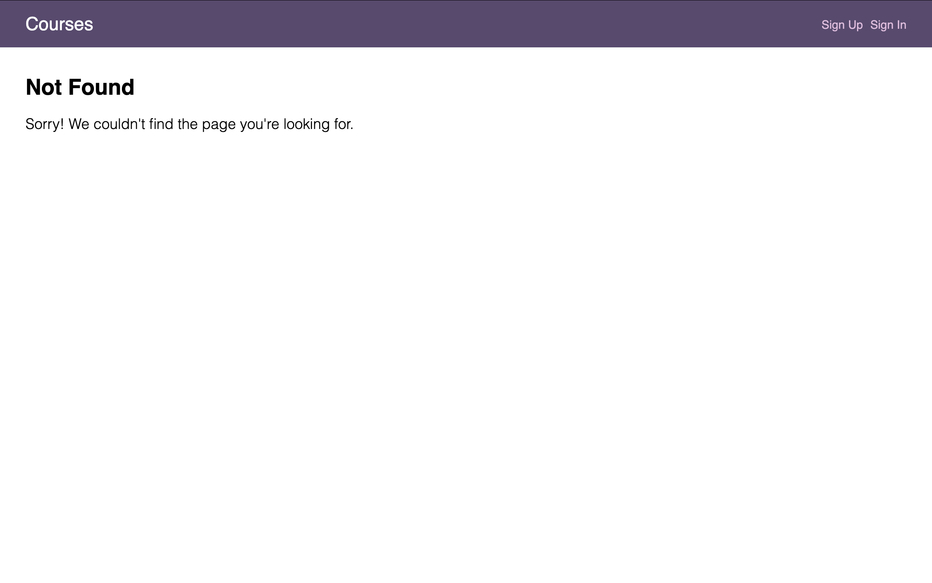 Courses
Sign Up Sign In
Not Found
Sorry! We couldn't find the page you're looking for.